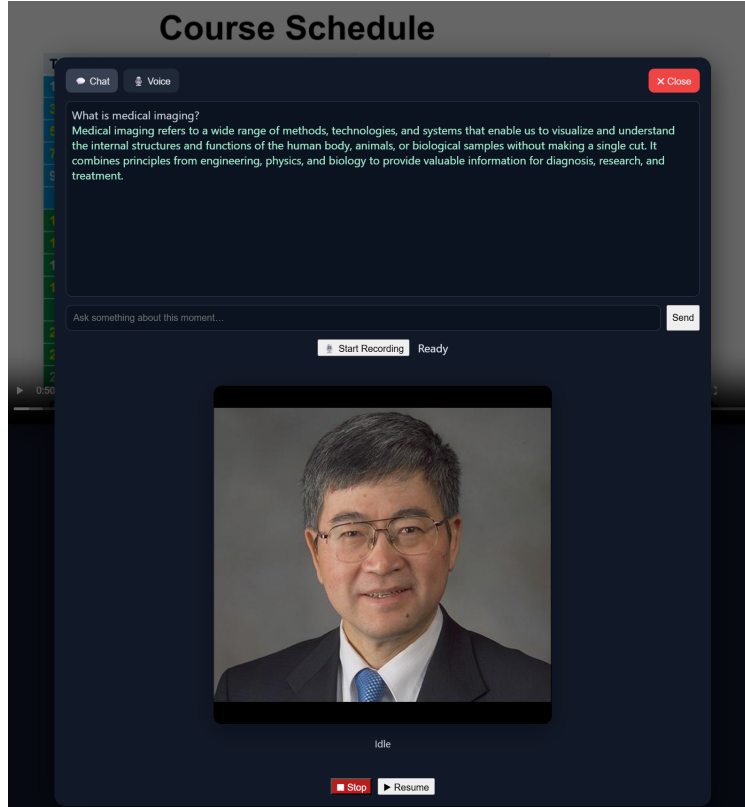 Course Schedule
Chat
Voice
× Close
What is medical imaging?
Medical imaging refers to a wide range of methods, technologies, and systems that enable us to visualize and understand
the internal structures and functions of the human body, animals, or biological samples without making a single cut. It
combines principles from engineering, physics, and biology to provide valuable information for diagnosis, research, and
treatment.
Ask something about this moment...
Send
Start Recording
Ready
0:50
Idle
Stop
Resume